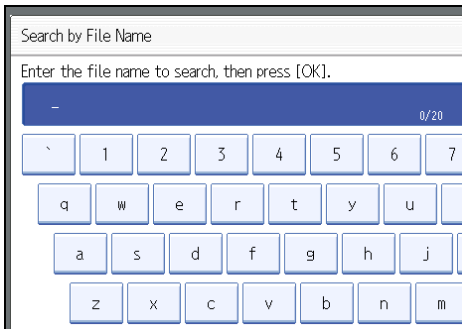 Search by File Name
Enter the file name to search, then press [OK].
_
0/20
` 1 2 3 4 5 6 7
q w e r t y u
a s d f g h j
z x c v b n m